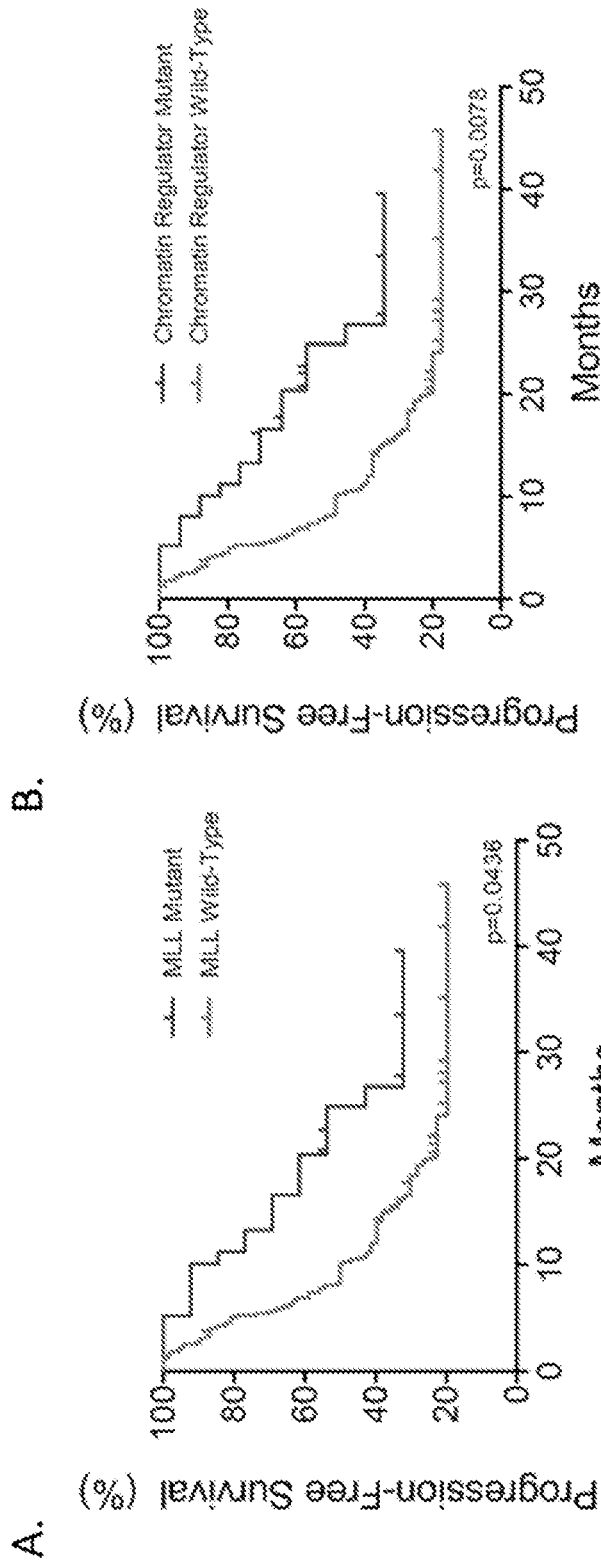 A.
Progression-Free Survival
(%)
100
80
60
40
20
0
0
10
20
30
40
50
Months
MLL Mutant
MLL Wild-Type
p=0.0436
B.
Progression-Free Survival
(%)
100
80
60
40
20
0
0
10
20
30
40
50
Months
Chromatin Regulator Mutant
Chromatin Regulator Wild-Type
p=0.0078